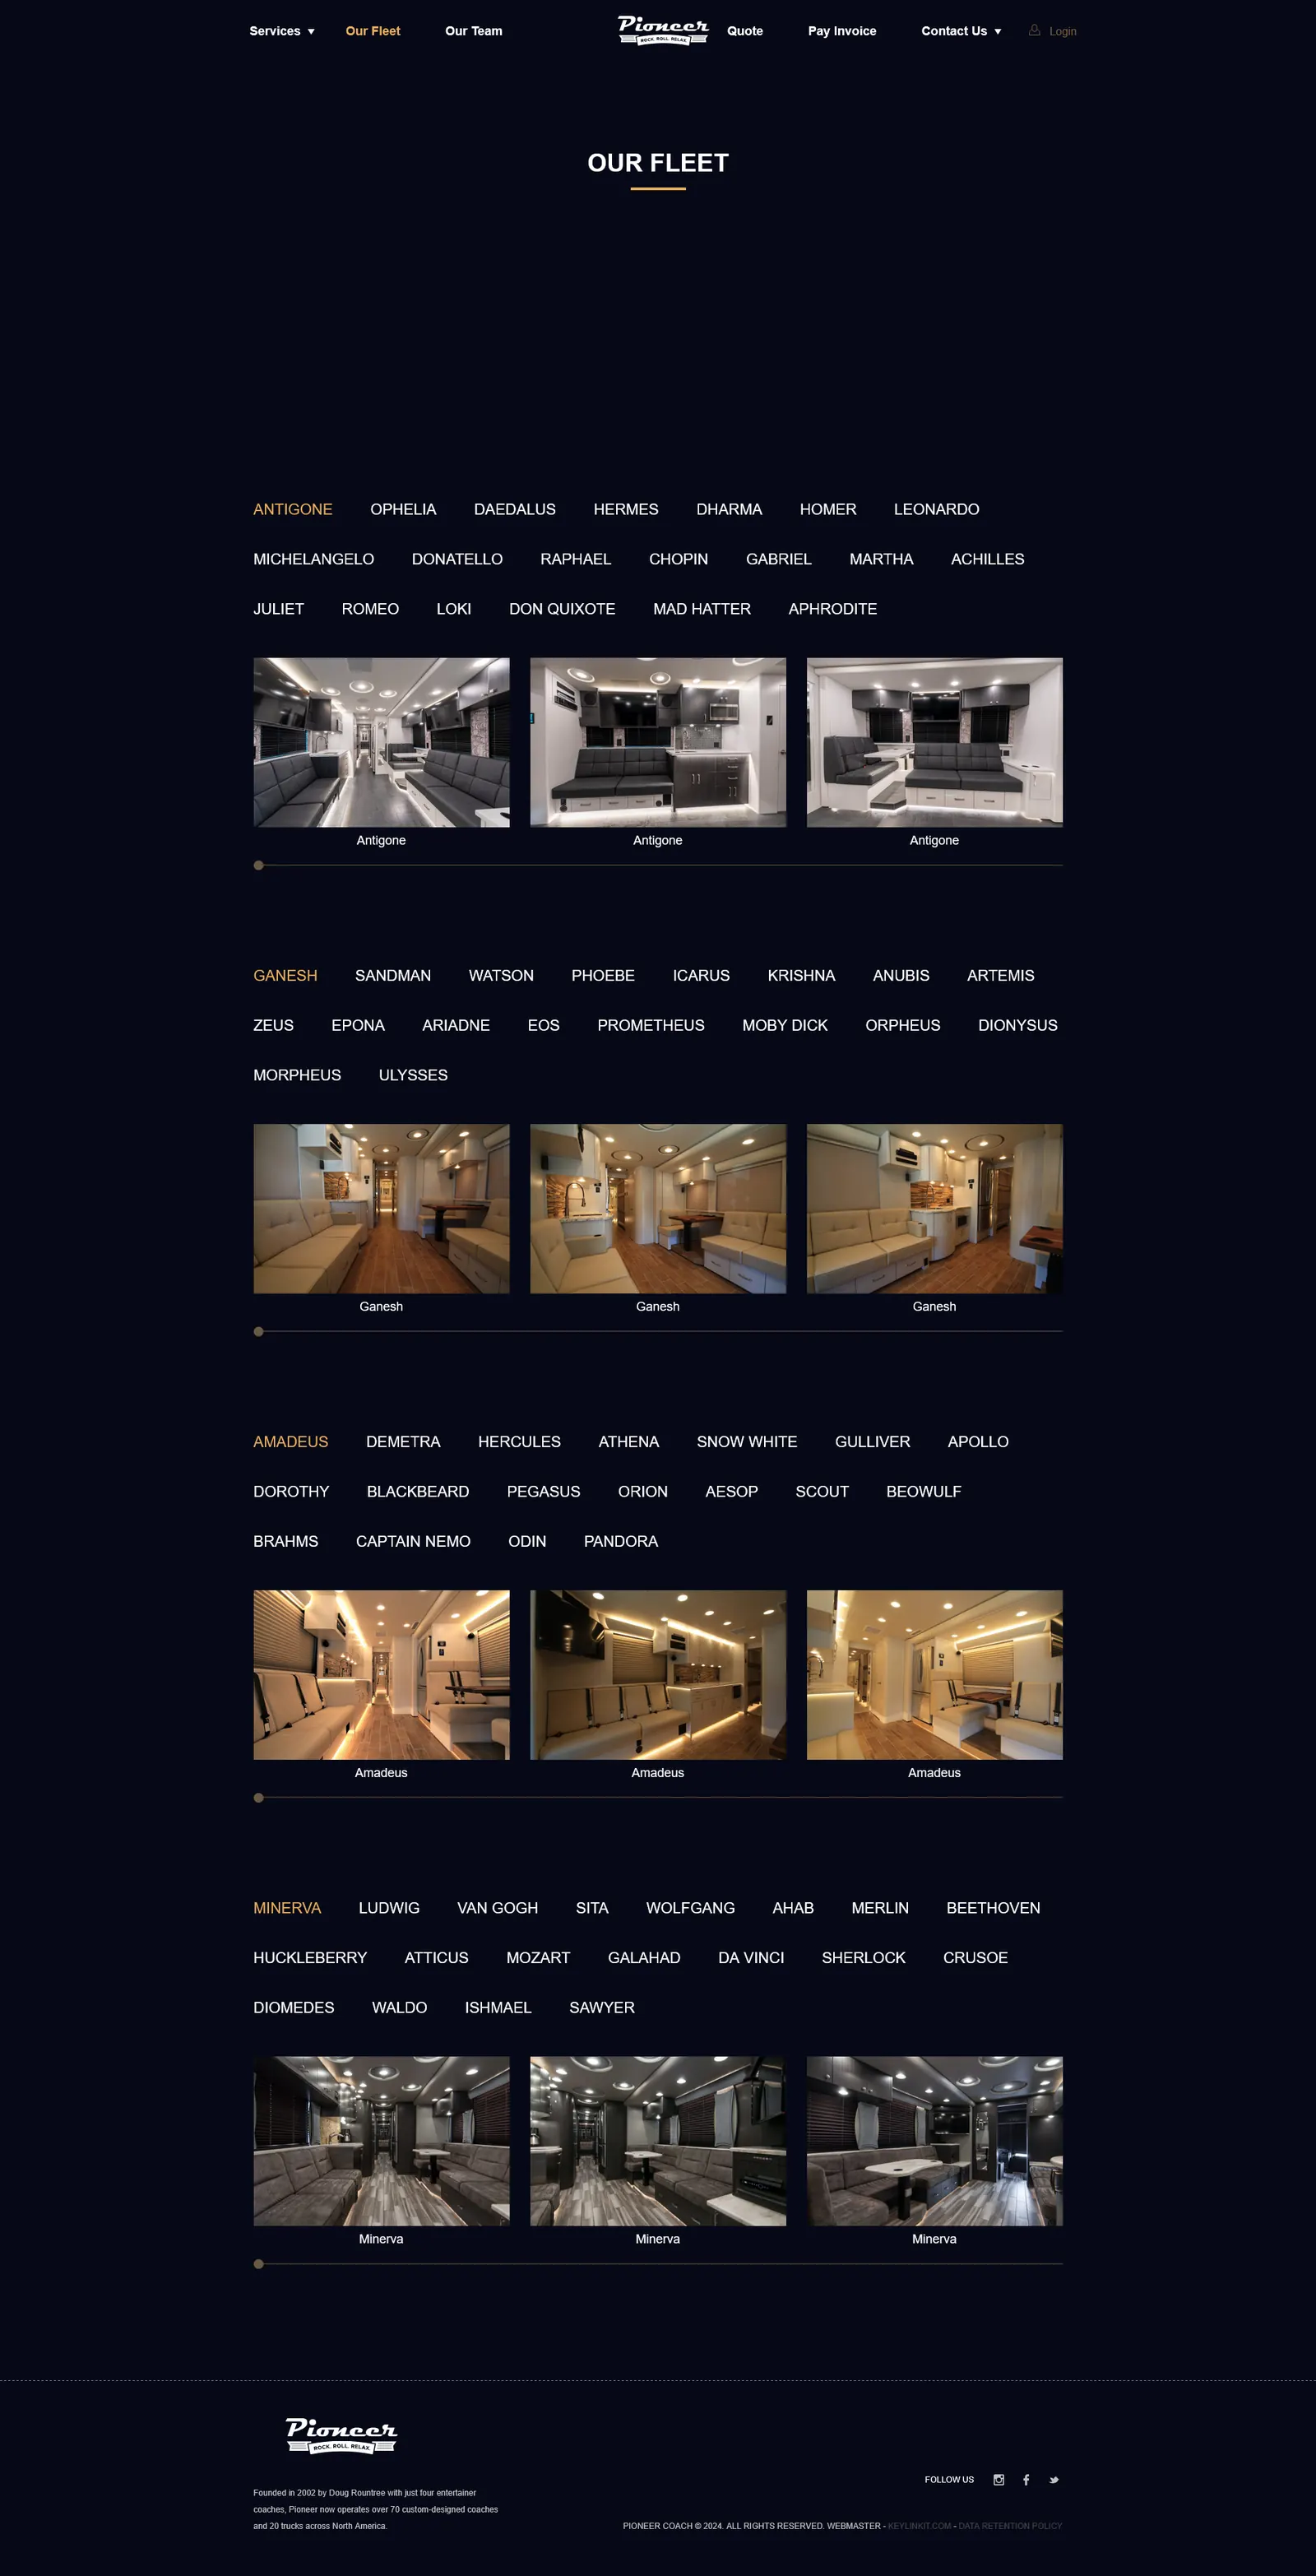 Services ▼ Our Fleet Our Team Pioneer Quote Pay Invoice Contact Us ▼ Login
ROCK. ROLL. RELAX.
OUR FLEET
ANTIGONE OPHELIA DAEDALUS HERMES DHARMA HOMER LEONARDO
MICHELANGELO DONATELLO RAPHAEL CHOPIN GABRIEL MARTHA ACHILLES
JULIET ROMEO LOKI DON QUIXOTE MAD HATTER APHRODITE
Antigone Antigone Antigone
GANESH SANDMAN WATSON PHOEBE ICARUS KRISHNA ANUBIS ARTEMIS
ZEUS EPONA ARIADNE EOS PROMETHEUS MOBY DICK ORPHEUS DIONYSUS
MORPHEUS ULYSSES
Ganesh Ganesh Ganesh
AMADEUS DEMETRA HERCULES ATHENA SNOW WHITE GULLIVER APOLLO
DOROTHY BLACKBEARD PEGASUS ORION AESOP SCOUT BEOWULF
BRAHMS CAPTAIN NEMO ODIN PANDORA
Amadeus Amadeus Amadeus
MINERVA LUDWIG VAN GOGH SITA WOLFGANG AHAB MERLIN BEETHOVEN
HUCKLEBERRY ATTICUS MOZART GALAHAD DA VINCI SHERLOCK CRUSOE
DIOMEDES WALDO ISHMAEL SAWYER
Minerva Minerva Minerva
Pioneer
ROCK. ROLL. RELAX.
Founded in 2002 by Doug Rountree with just four entertainer
coaches, Pioneer now operates over 70 custom-designed coaches
and 20 trucks across North America.
FOLLOW US
PIONEER COACH © 2024. ALL RIGHTS RESERVED. WEBMASTER - KEYLINKIT.COM - DATA RETENTION POLICY